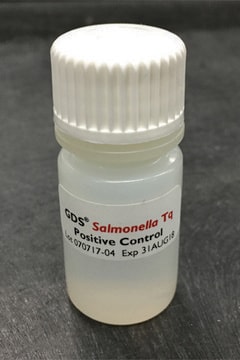 GDS® Salmonella Tq
Positive Control
Lot 070717-04 Exp 31AUG18